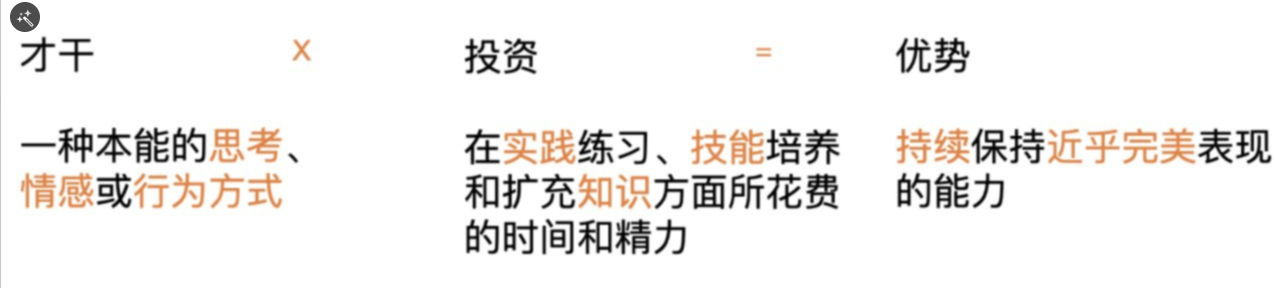 才干 X 投资 = 优势
一种本能的思考、
情感或行为方式
在实践练习、技能培养
和扩充知识方面所花费
的时间和精力
持续保持近乎完美表现
的能力